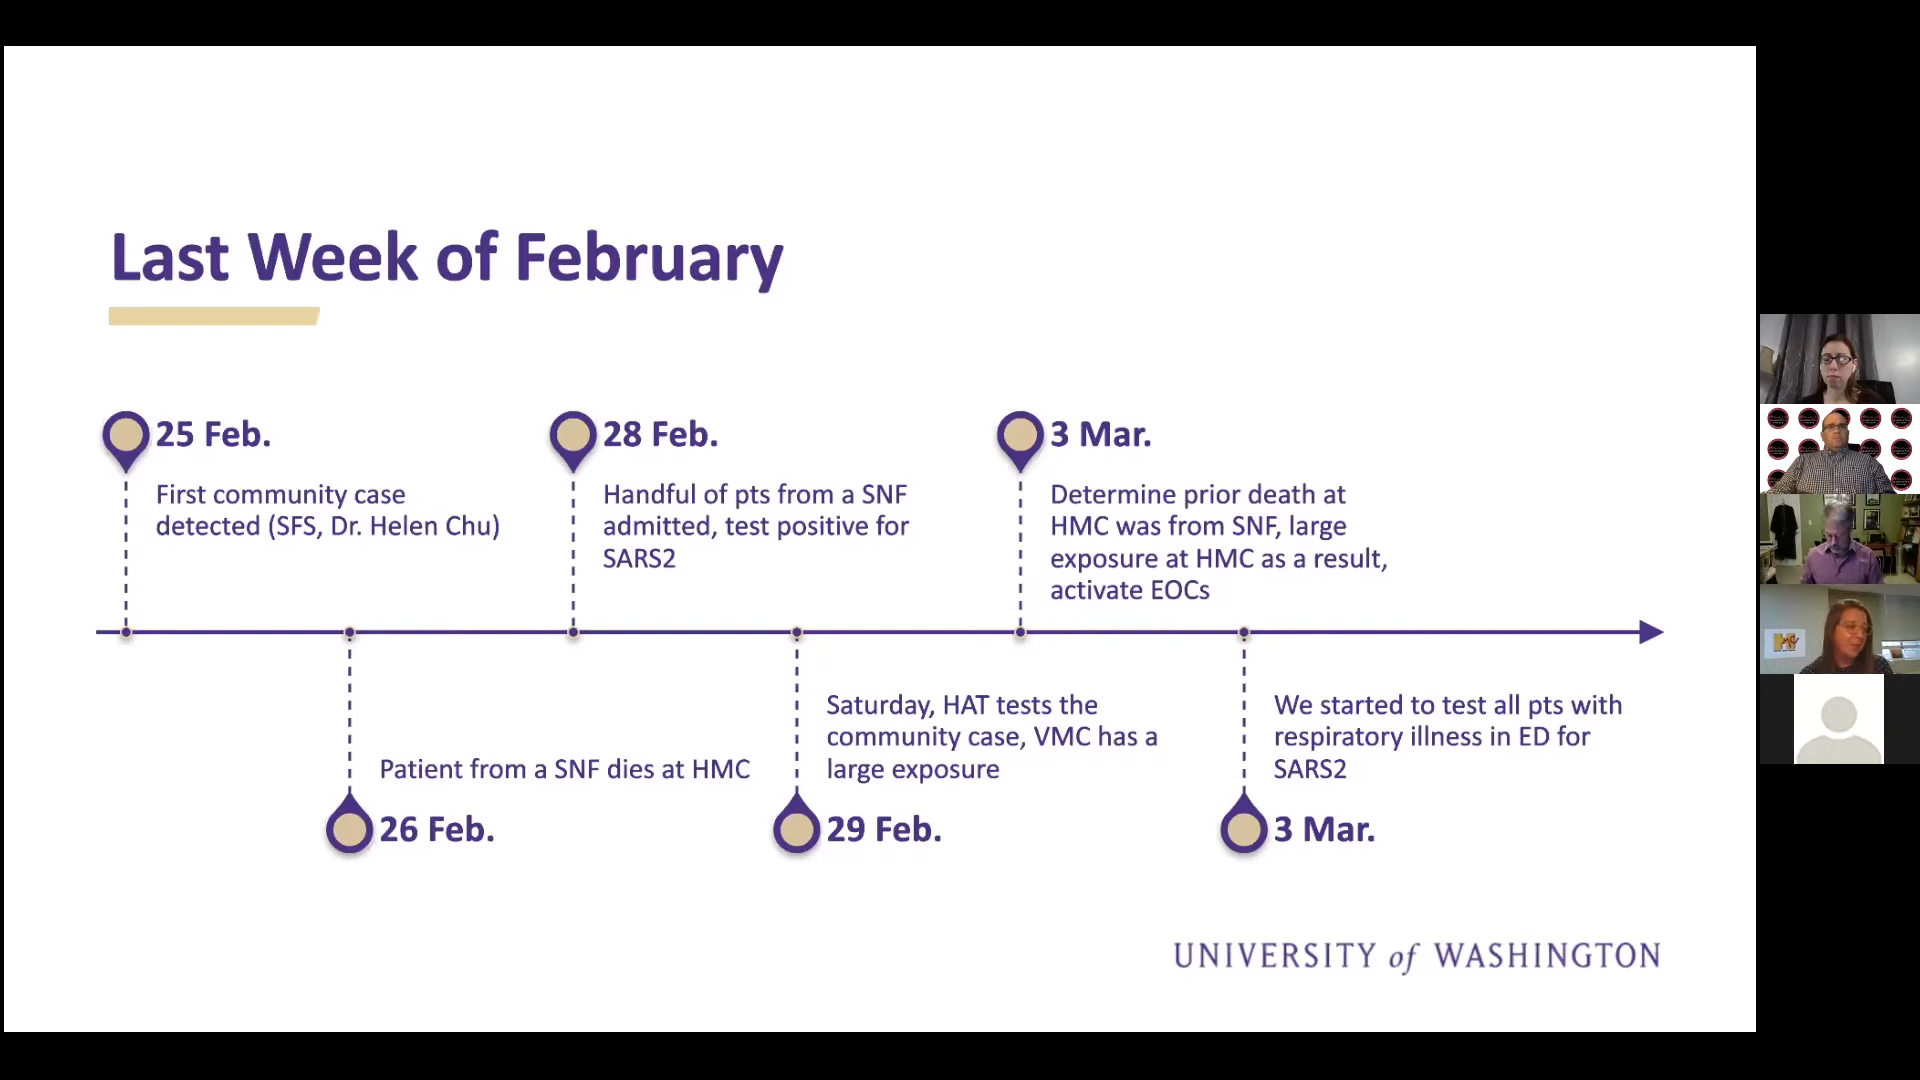 Last Week of February
25 Feb.
First community case
detected (SFS, Dr. Helen Chu)
28 Feb.
Handful of pts from a SNF
admitted, test positive for
SARS2
3 Mar.
Determine prior death at
HMC was from SNF, large
exposure at HMC as a result,
activate EOCs
Patient from a SNF dies at HMC
26 Feb.
Saturday, HAT tests the
community case, VMC has a
large exposure
29 Feb.
We started to test all pts with
respiratory illness in ED for
SARS2
3 Mar.
UNIVERSITY of WASHINGTON